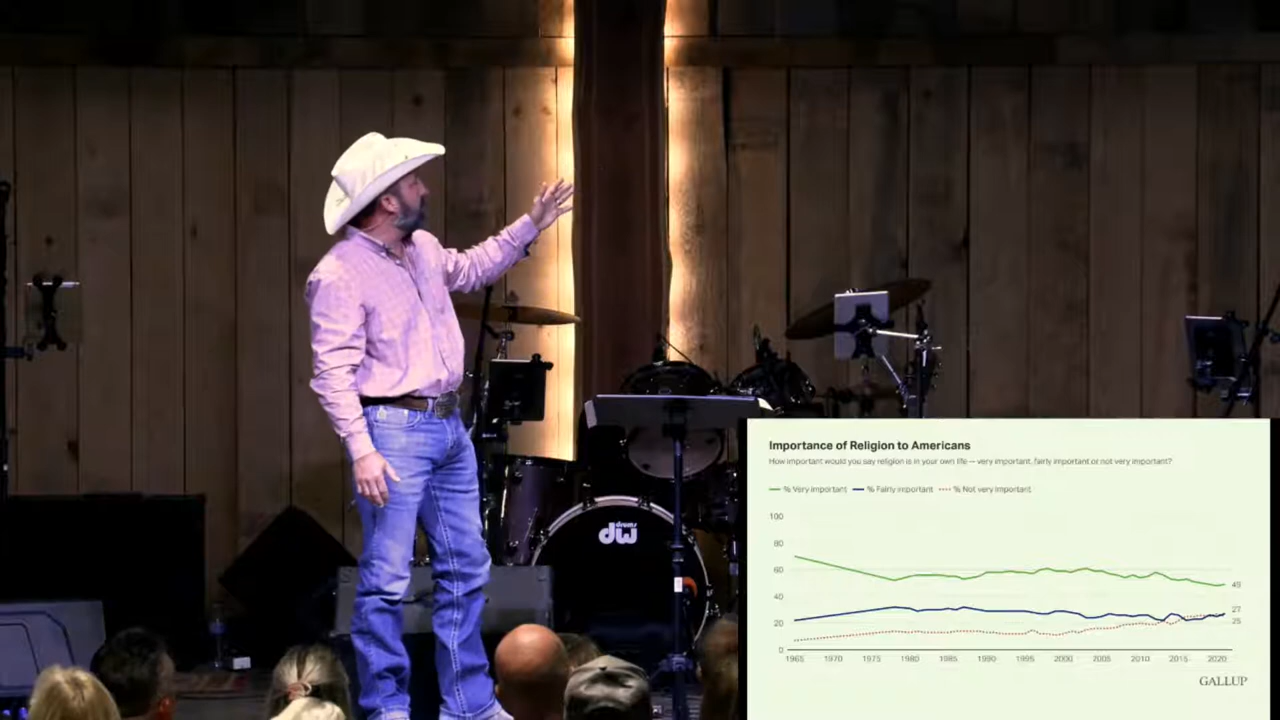 drums
dw
Importance of Religion to Americans
How important would you say religion is in your own life -- very important, fairly important or not very important?
% Very important % Fairly important % Not very important
100
80
60
40
20
0
49
27
25
1965 1970 1975 1980 1985 1990 1995 2000 2005 2010 2015 2020
GALLUP